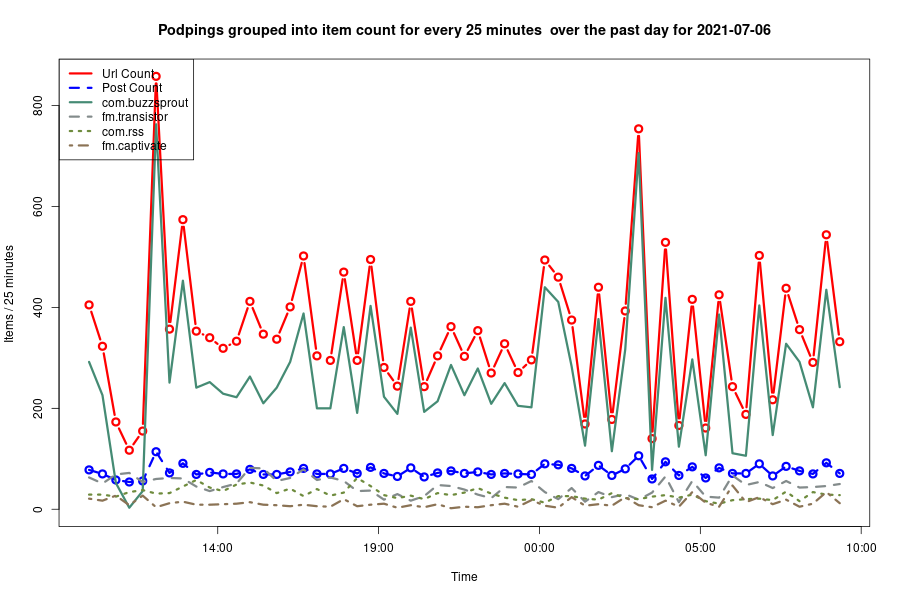 Podpings grouped into item count for every 25 minutes  over the past day for 2021-07-06
Url Count
Post Count
com.buzzsprout
fm.transistor
com.rss
fm.captivate
800
600
400
200
0
Items / 25 minutes
14:00
19:00
00:00
05:00
10:00
Time